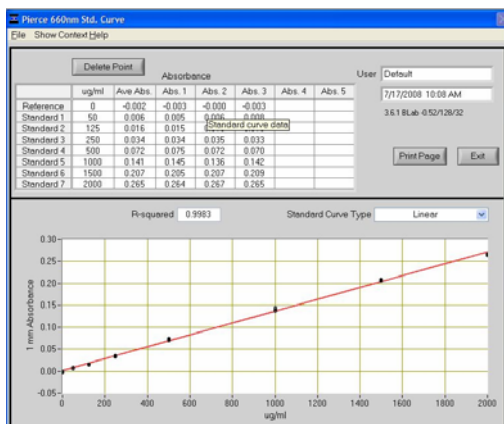 Pierce 660nm Std. Curve
File Show Context Help
Delete Point
Absorbance
User Default
7/17/2008 10:08 AM
3.6.1 BLab -0.52/128/32
Print Page Exit
ug/ml Ave Abs. Abs. 1 Abs. 2 Abs. 3 Abs. 4 Abs. 5
Reference 0 -0.002 -0.003 -0.000 -0.003
Standard 1 50 0.006 0.005 0.006 0.008
Standard 2 125 0.016 0.015
Standard curve data
Standard 3 250 0.034 0.034 0.035 0.033
Standard 4 500 0.072 0.075 0.072 0.070
Standard 5 1000 0.141 0.145 0.136 0.142
Standard 6 1500 0.207 0.205 0.207 0.209
Standard 7 2000 0.265 0.264 0.267 0.265
R-squared 0.9983 Standard Curve Type Linear
1 mm Absorbance
0.30
0.25
0.20
0.15
0.10
0.05
0.00
-0.05
0 200 400 600 800 1000 1200 1400 1600 1800 2000
ug/ml